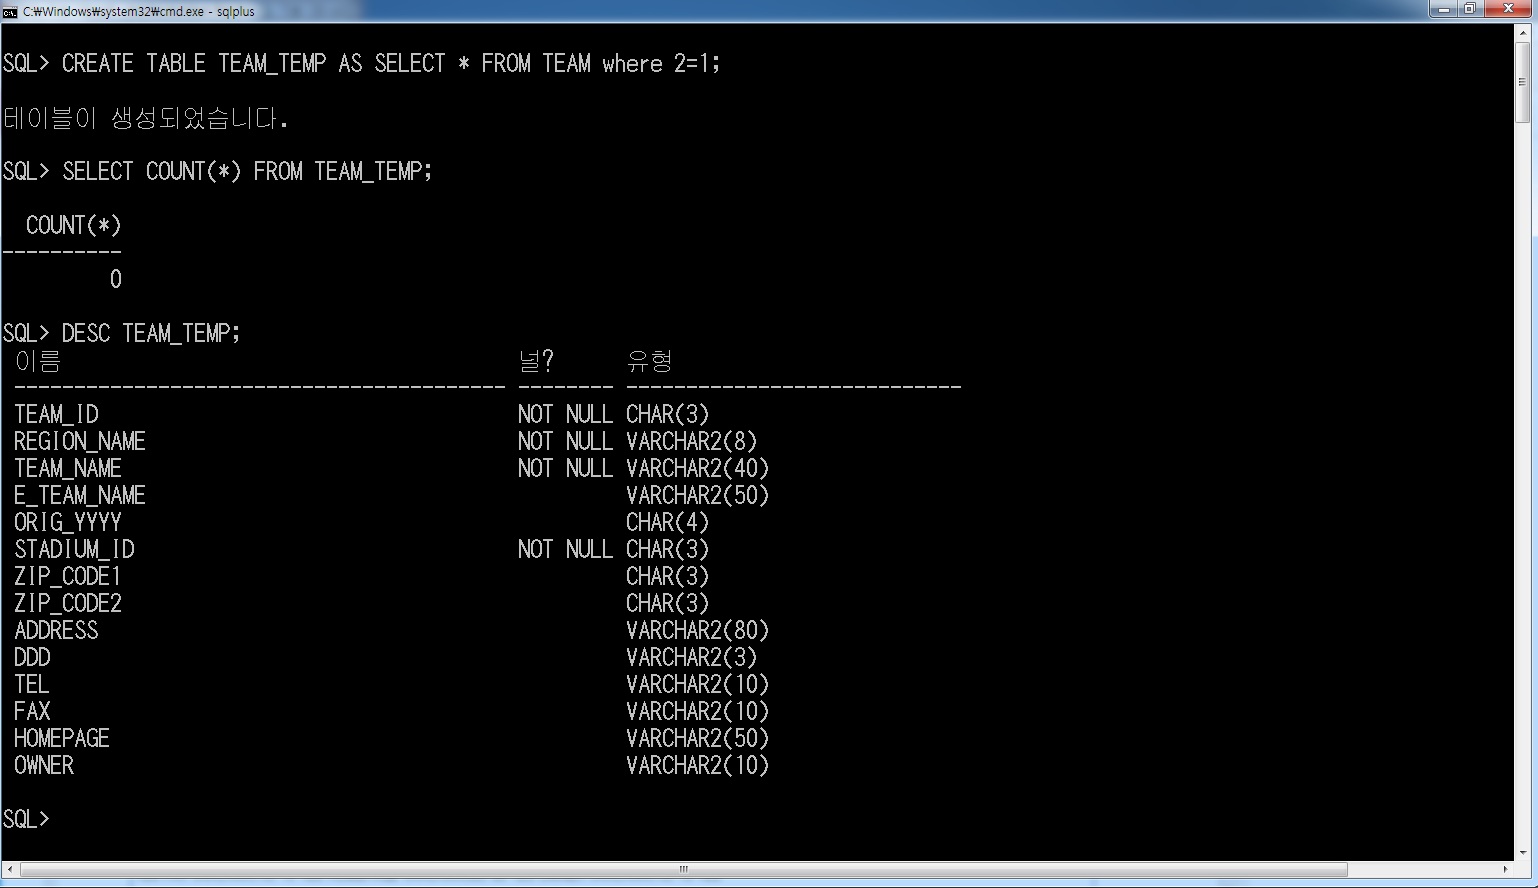 C:\Windows\system32\cmd.exe - sqlplus
SQL> CREATE TABLE TEAM_TEMP AS SELECT * FROM TEAM where 2=1;
테이블이 생성되었습니다.
SQL> SELECT COUNT(*) FROM TEAM_TEMP;
COUNT(*)
----------
0
SQL> DESC TEAM_TEMP;
이름 널? 유형
----------------------------------------- -------- ----------------------------
TEAM_ID NOT NULL CHAR(3)
REGION_NAME NOT NULL VARCHAR2(8)
TEAM_NAME NOT NULL VARCHAR2(40)
E_TEAM_NAME VARCHAR2(50)
ORIG_YYYY CHAR(4)
STADIUM_ID NOT NULL CHAR(3)
ZIP_CODE1 CHAR(3)
ZIP_CODE2 CHAR(3)
ADDRESS VARCHAR2(80)
DDD VARCHAR2(3)
TEL VARCHAR2(10)
FAX VARCHAR2(10)
HOMEPAGE VARCHAR2(50)
OWNER VARCHAR2(10)
SQL>